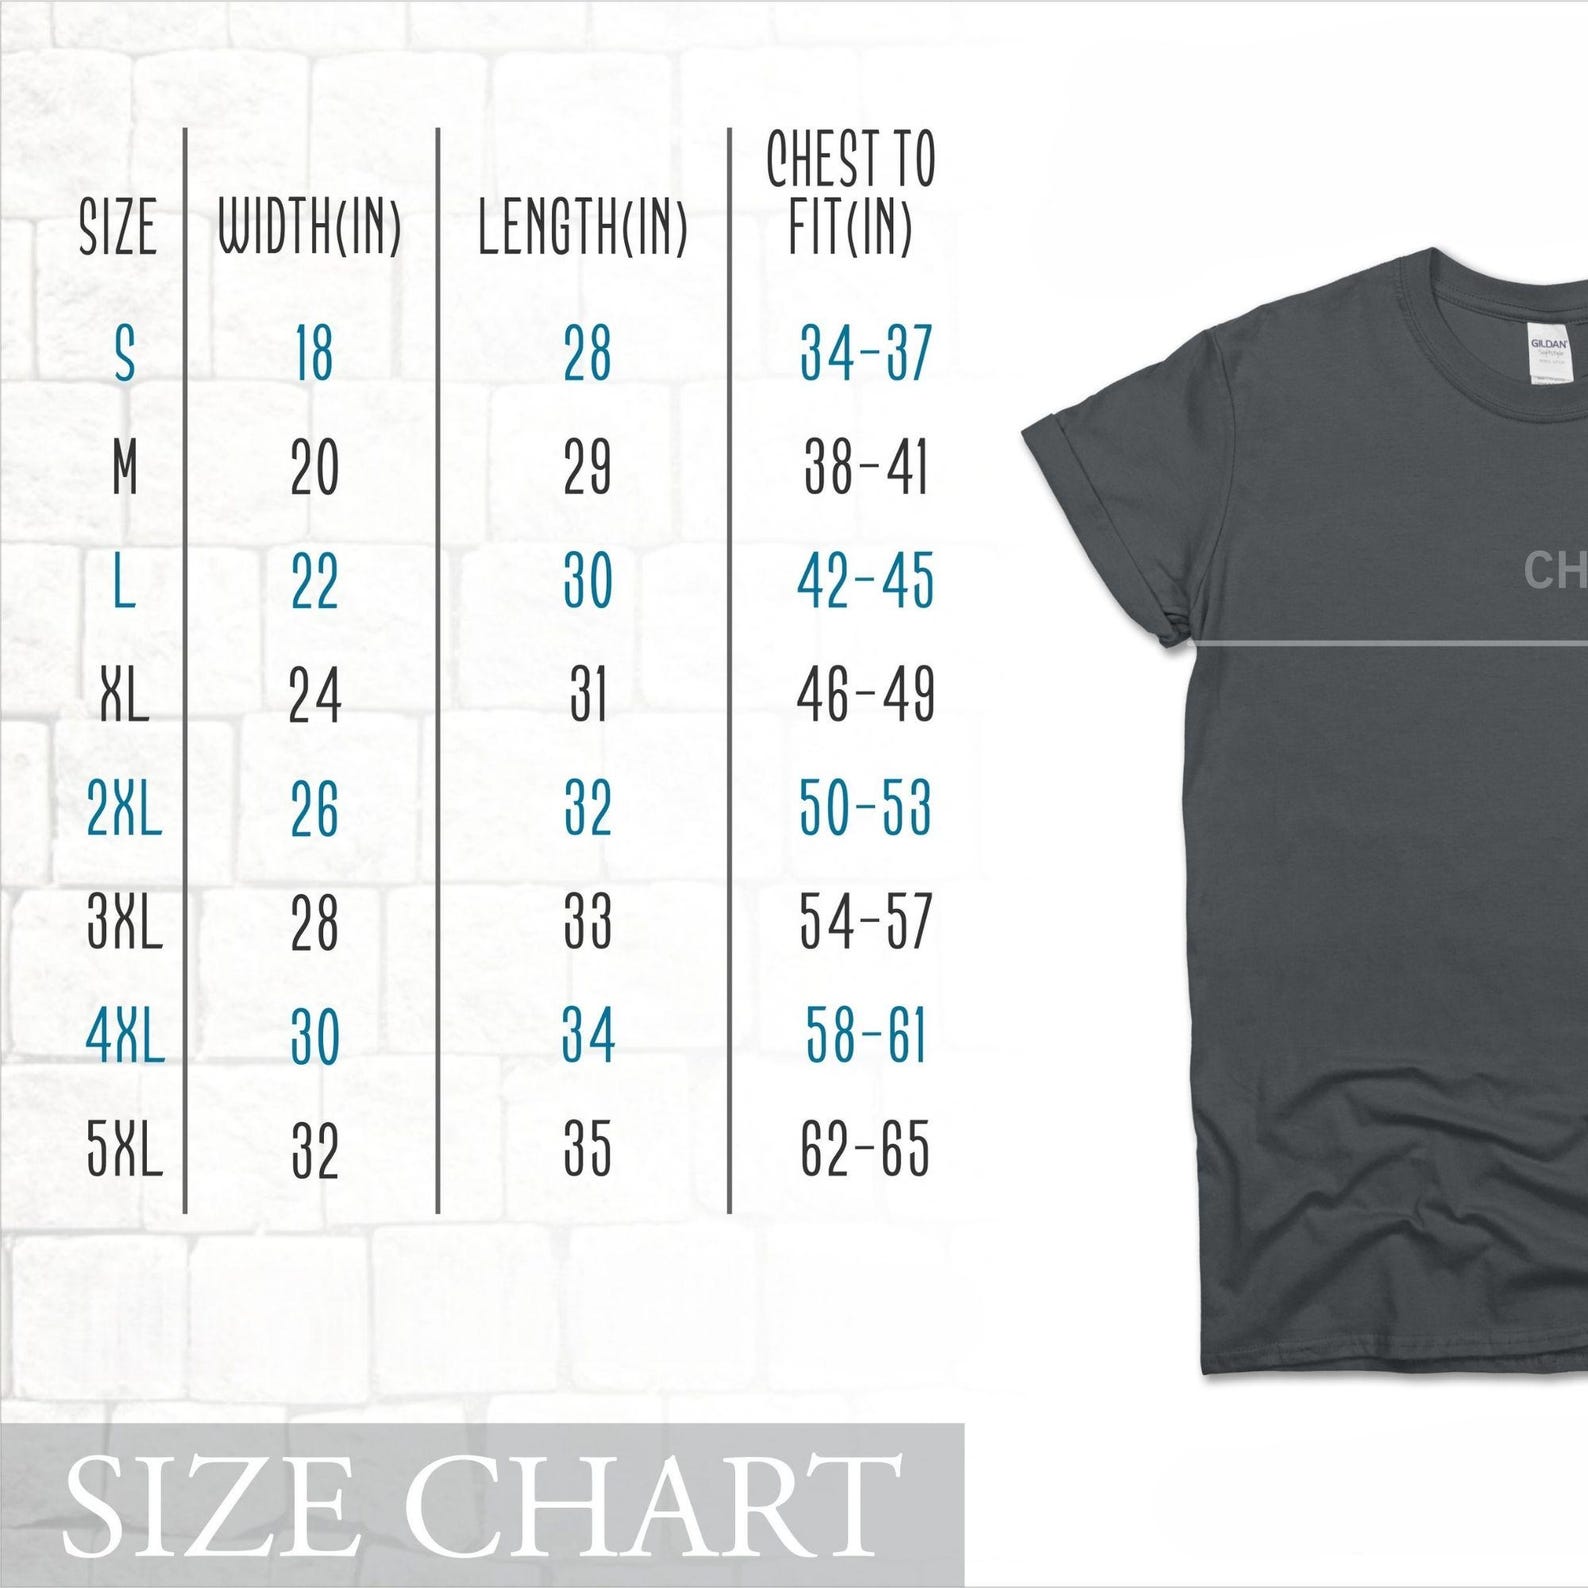 CHEST TO
SIZE WIDTH(IN) LENGTH(IN) FIT(IN)
S 18 28 34-37
M 20 29 38-41
L 22 30 42-45
XL 24 31 46-49
2XL 26 32 50-53
3XL 28 33 54-57
4XL 30 34 58-61
5XL 32 35 62-65
GILDAN
Softstyle
CH
SIZE CHART